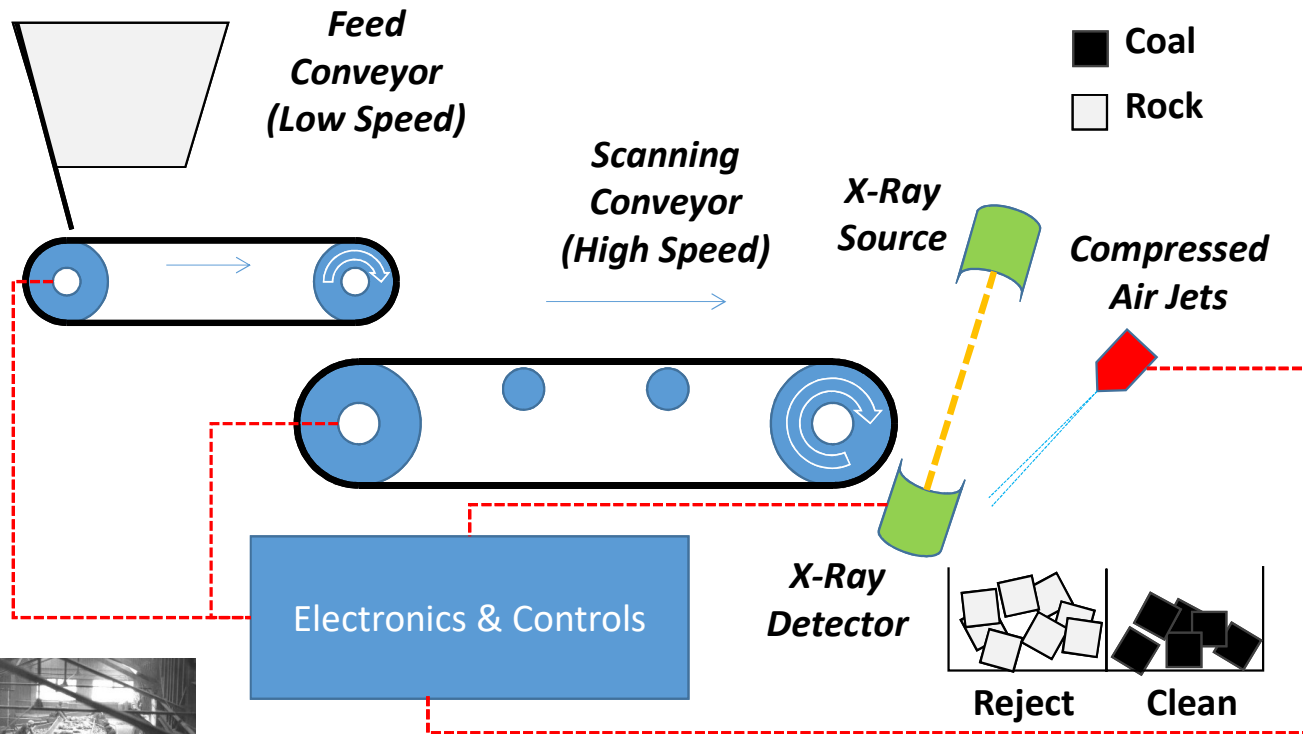 Feed
Conveyor
(Low Speed)
Coal
Rock
Scanning
Conveyor
(High Speed)
X-Ray
Source
Compressed
Air Jets
Electronics & Controls
X-Ray
Detector
Reject
Clean